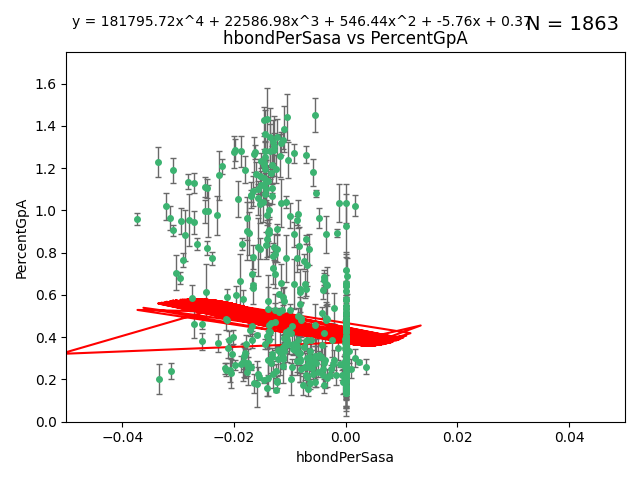 y = 181795.72x^4 + 22586.98x^3 + 546.44x^2 + -5.76x + 0.37
N = 1863
hbondPerSasa vs PercentGpA
1.6
1.4
1.2
1.0
0.8
0.6
0.4
0.2
0.0
PercentGpA
−0.04
−0.02
0.00
0.02
0.04
hbondPerSasa